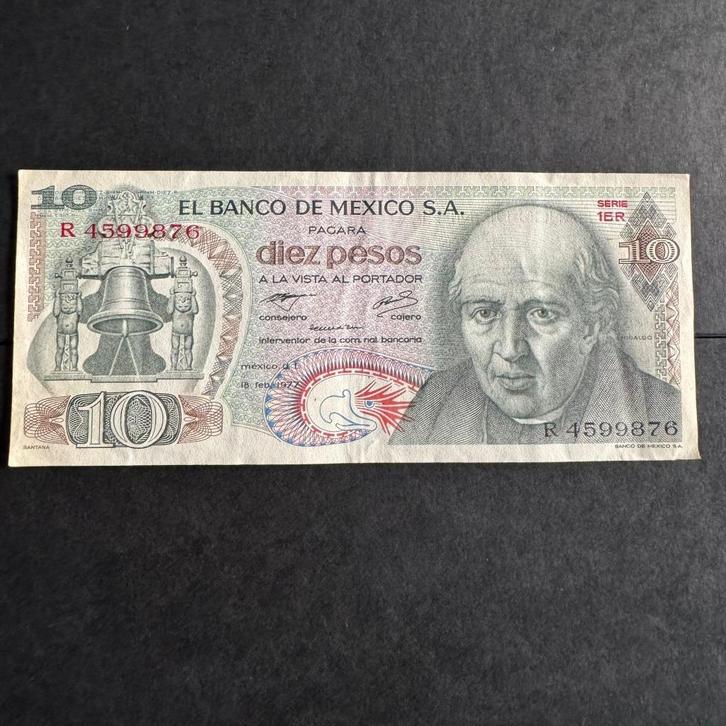 10
EL BANCO DE MEXICO S.A.
SERIE
1ER
R 4599876
PAGARA
diez pesos
10
A LA VISTA AL PORTADOR
consejero
cajero
HIDALGO
interventor de la com. nal. bancaria
méxico, d. f.
18. feb. 1977
10
R 4599876
SANTANA
BANCO DE MEXICO S.A.